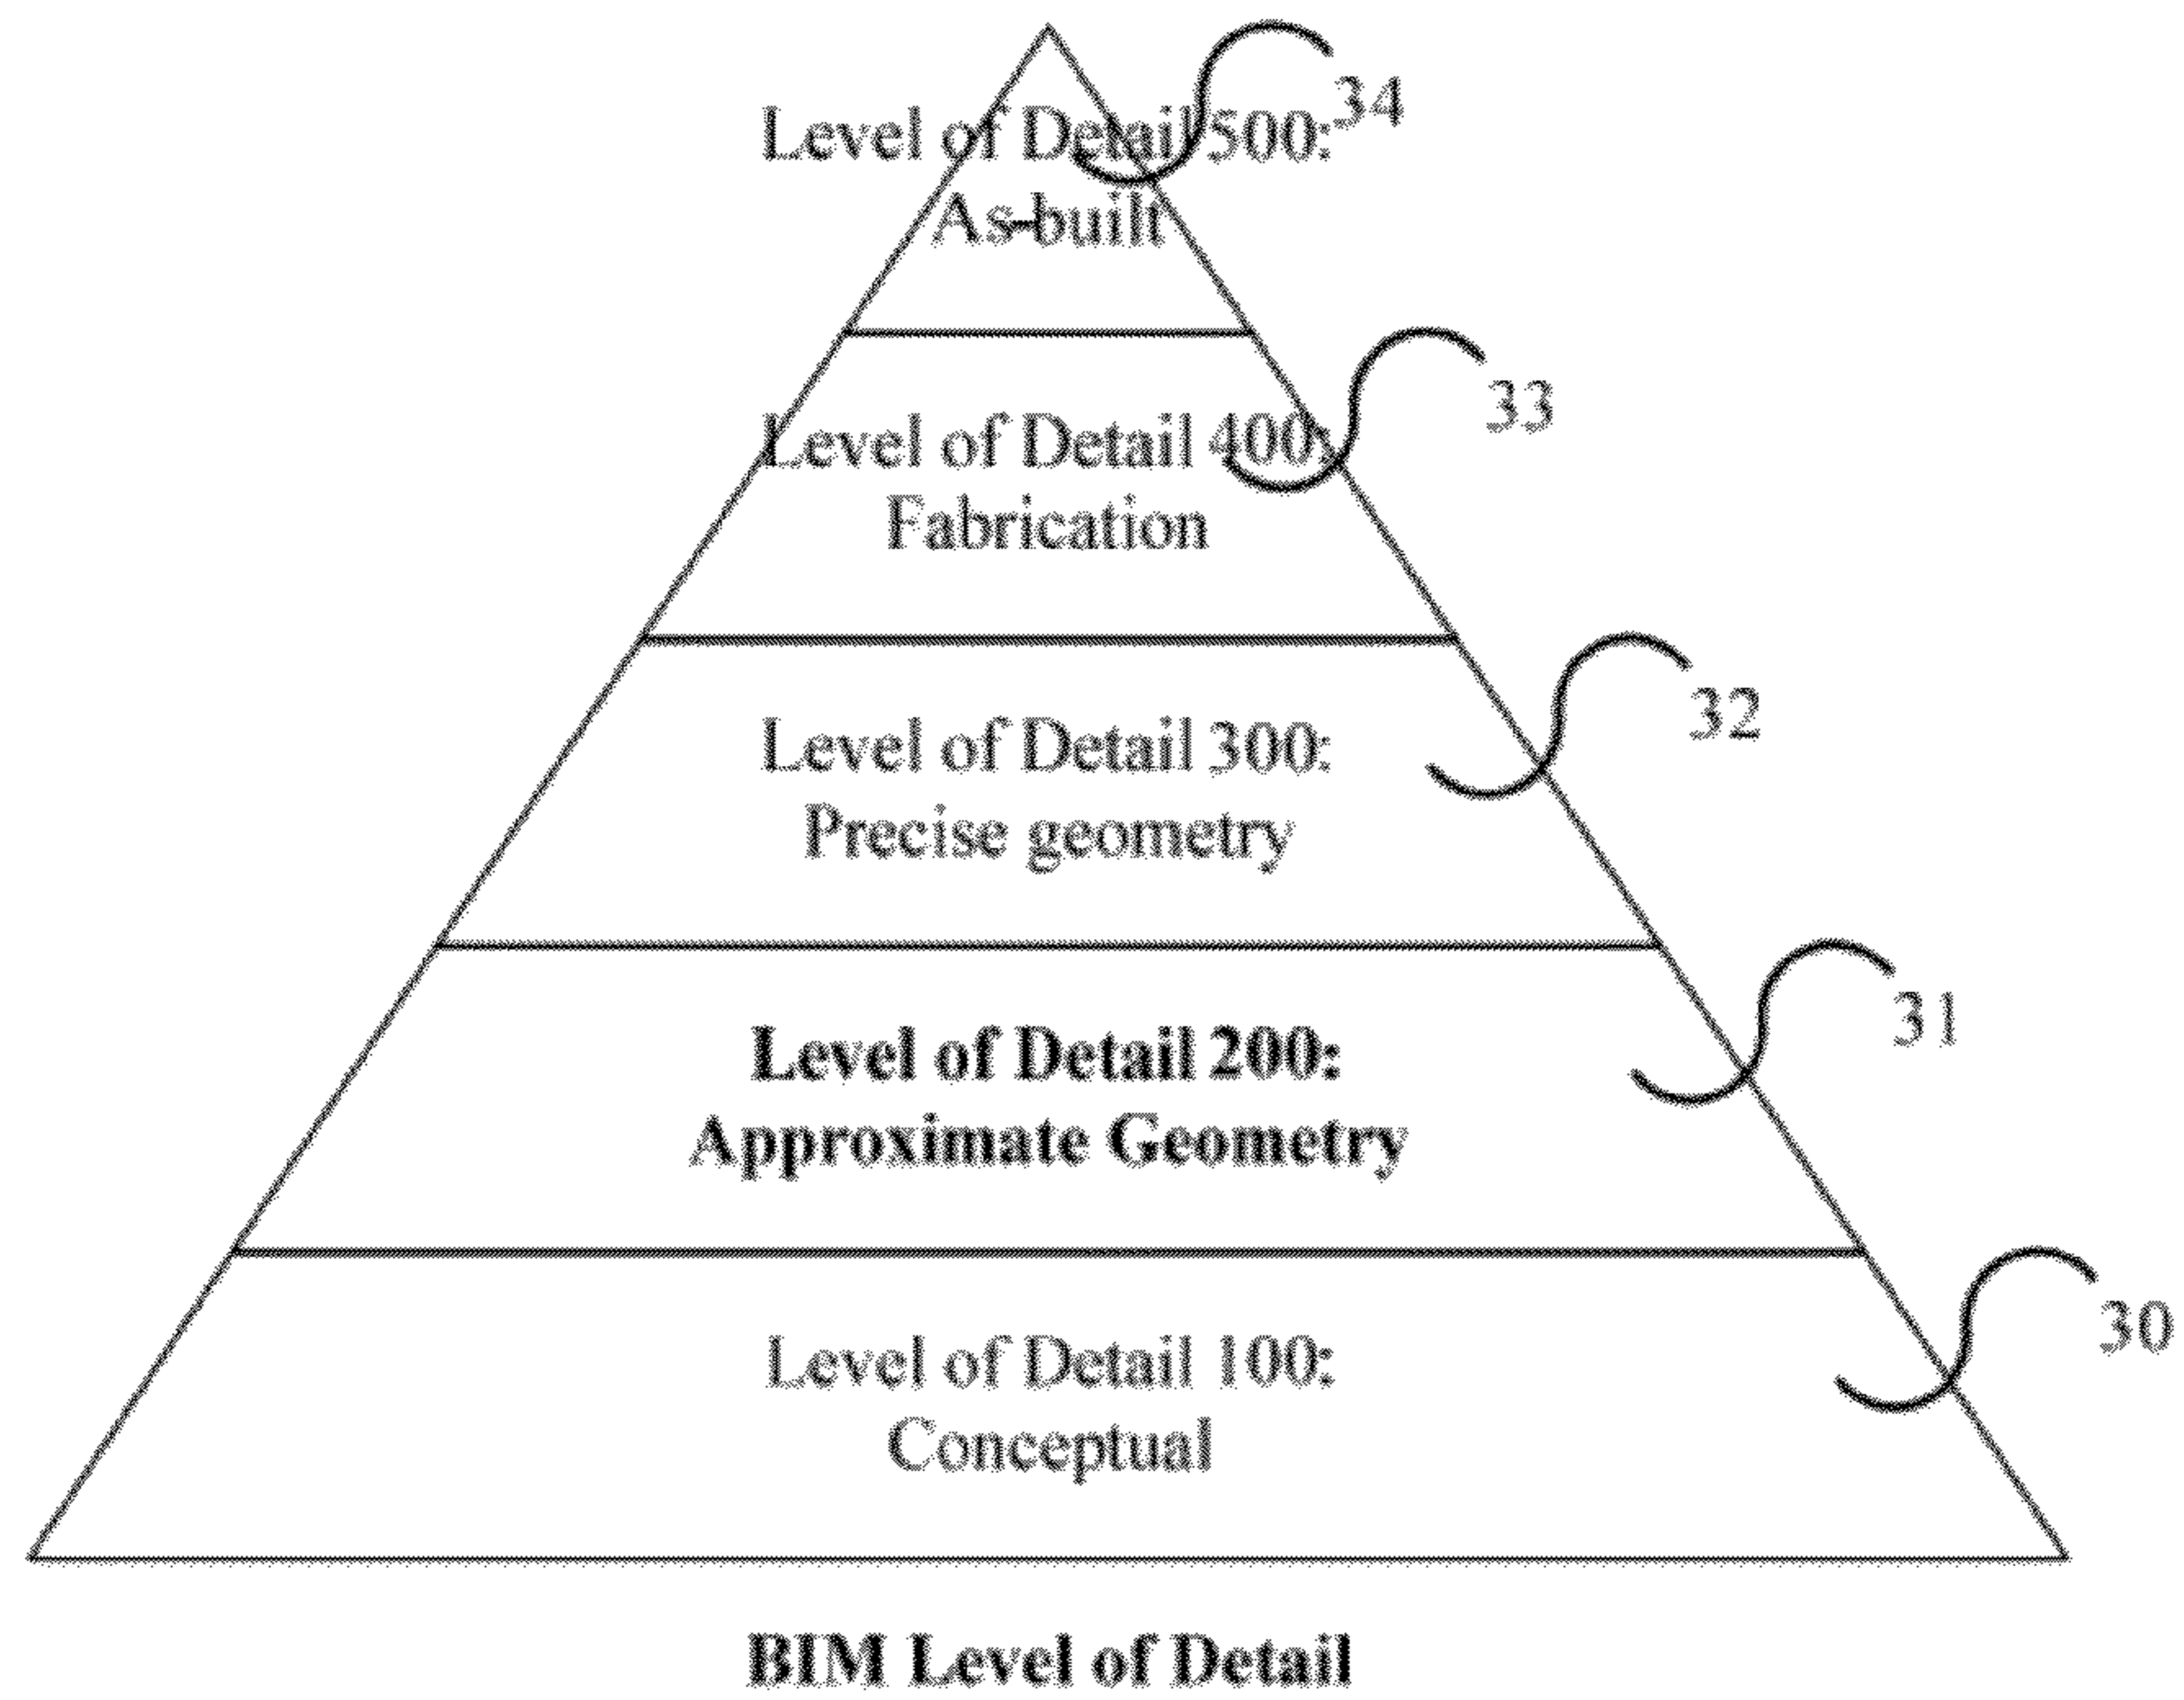 Level of Detail 500:
As-built
34
Level of Detail 400:
Fabrication
33
Level of Detail 300:
Precise geometry
32
Level of Detail 200:
Approximate Geometry
31
Level of Detail 100:
Conceptual
30
BIM Level of Detail